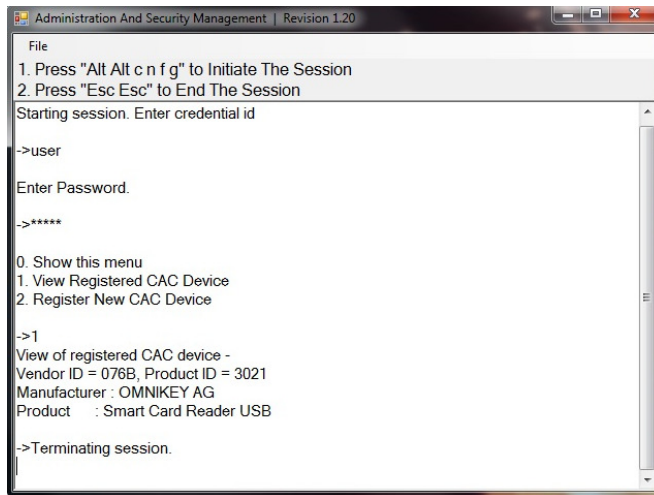 Administration And Security Management | Revision 1.20
File
1. Press "Alt Alt c n f g" to Initiate The Session
2. Press "Esc Esc" to End The Session
Starting session. Enter credential id
->user
Enter Password.
->*****
0. Show this menu
1. View Registered CAC Device
2. Register New CAC Device
->1
View of registered CAC device -
Vendor ID = 076B, Product ID = 3021
Manufacturer : OMNIKEY AG
Product : Smart Card Reader USB
->Terminating session.